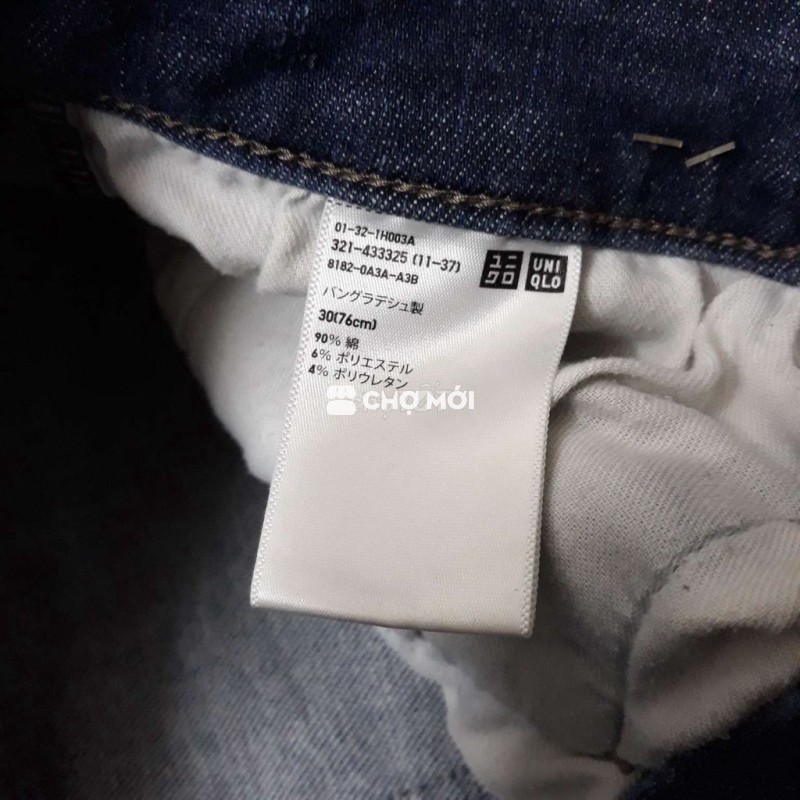 01-32-1H003A
321-433325 (11-37)
8182-0A3A-A3B
ユニ
クロ
UNI
QLO
バングラデシュ製
30(76cm)
90% 綿
6% ポリエステル
4% ポリウレタン
CHỢ MỚI